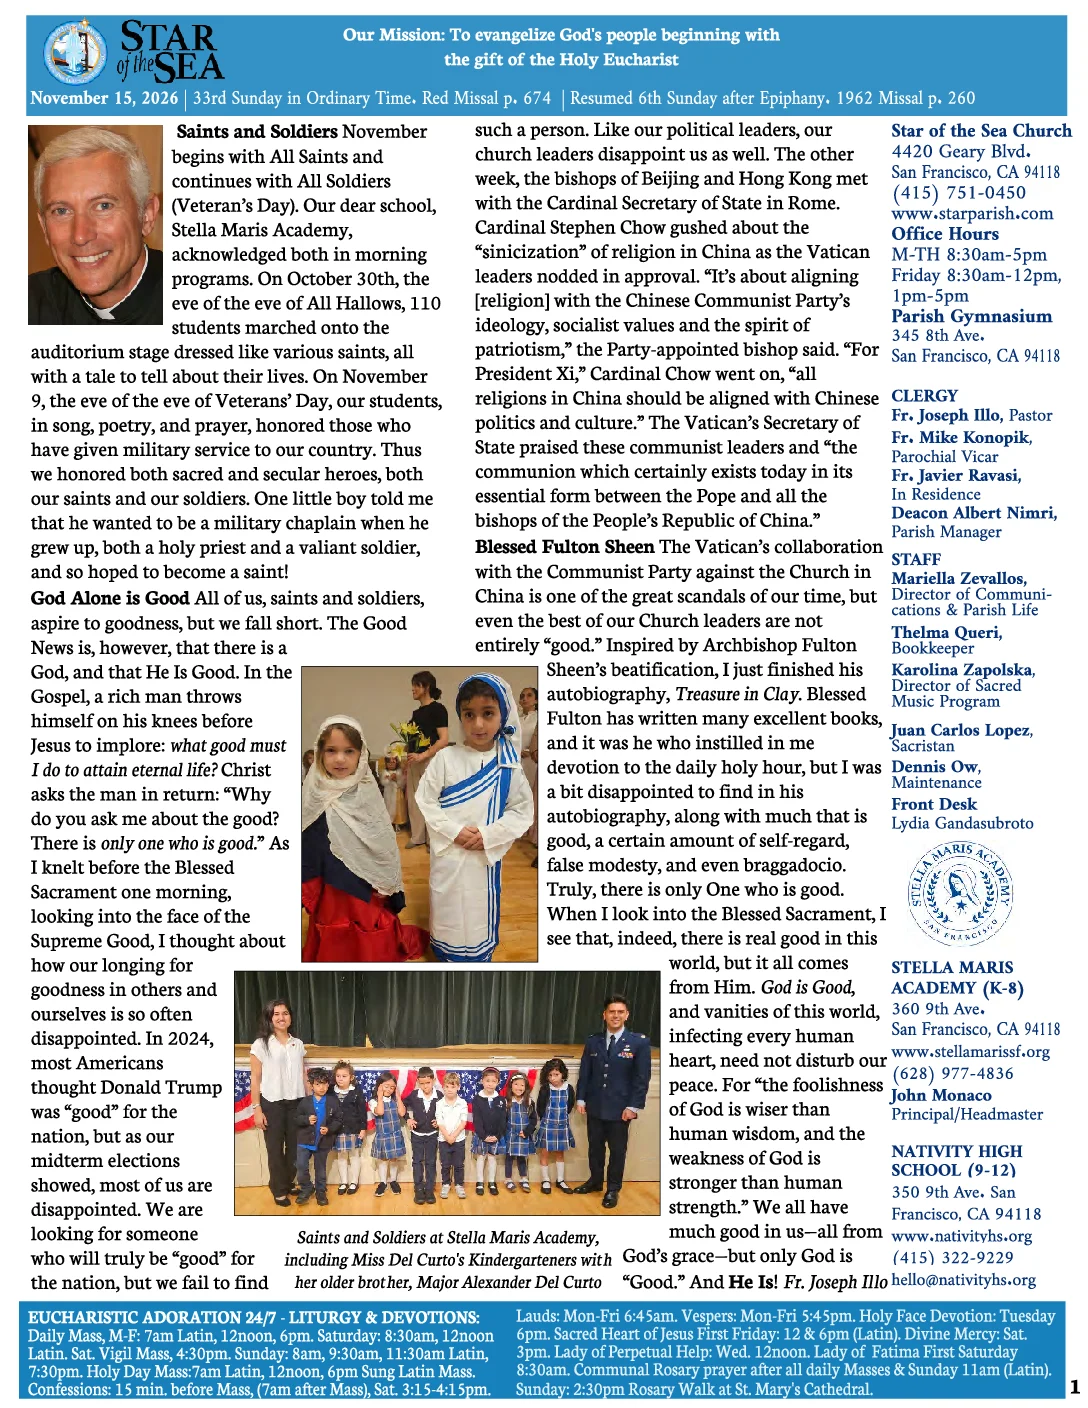 STAR
of the SEA
Our Mission: To evangelize God's people beginning with
the gift of the Holy Eucharist
November 15, 2026 | 33rd Sunday in Ordinary Time. Red Missal p. 674 | Resumed 6th Sunday after Epiphany. 1962 Missal p. 260
Saints and Soldiers November
begins with All Saints and
continues with All Soldiers
(Veteran’s Day). Our dear school,
Stella Maris Academy,
acknowledged both in morning
programs. On October 30th, the
eve of the eve of All Hallows, 110
students marched onto the
auditorium stage dressed like various saints, all
with a tale to tell about their lives. On November
9, the eve of the eve of Veterans’ Day, our students,
in song, poetry, and prayer, honored those who
have given military service to our country. Thus
we honored both sacred and secular heroes, both
our saints and our soldiers. One little boy told me
that he wanted to be a military chaplain when he
grew up, both a holy priest and a valiant soldier,
and so hoped to become a saint!
God Alone is Good All of us, saints and soldiers,
aspire to goodness, but we fall short. The Good
News is, however, that there is a
God, and that He Is Good. In the
Gospel, a rich man throws
himself on his knees before
Jesus to implore: what good must
I do to attain eternal life? Christ
asks the man in return: “Why
do you ask me about the good?
There is only one who is good.” As
I knelt before the Blessed
Sacrament one morning,
looking into the face of the
Supreme Good, I thought about
how our longing for
goodness in others and
ourselves is so often
disappointed. In 2024,
most Americans
thought Donald Trump
was “good” for the
nation, but as our
midterm elections
showed, most of us are
disappointed. We are
looking for someone
who will truly be “good” for
the nation, but we fail to find
such a person. Like our political leaders, our
church leaders disappoint us as well. The other
week, the bishops of Beijing and Hong Kong met
with the Cardinal Secretary of State in Rome.
Cardinal Stephen Chow gushed about the
“sinicization” of religion in China as the Vatican
leaders nodded in approval. “It’s about aligning
[religion] with the Chinese Communist Party’s
ideology, socialist values and the spirit of
patriotism,” the Party-appointed bishop said. “For
President Xi,” Cardinal Chow went on, “all
religions in China should be aligned with Chinese
politics and culture.” The Vatican’s Secretary of
State praised these communist leaders and “the
communion which certainly exists today in its
essential form between the Pope and all the
bishops of the People’s Republic of China.”
Blessed Fulton Sheen The Vatican’s collaboration
with the Communist Party against the Church in
China is one of the great scandals of our time, but
even the best of our Church leaders are not
entirely “good.” Inspired by Archbishop Fulton
Sheen’s beatification, I just finished his
autobiography, Treasure in Clay. Blessed
Fulton has written many excellent books,
and it was he who instilled in me
devotion to the daily holy hour, but I was
a bit disappointed to find in his
autobiography, along with much that is
good, a certain amount of self-regard,
false modesty, and even braggadocio.
Truly, there is only One who is good.
When I look into the Blessed Sacrament, I
see that, indeed, there is real good in this
world, but it all comes
from Him. God is Good,
and vanities of this world,
infecting every human
heart, need not disturb our
peace. For “the foolishness
of God is wiser than
human wisdom, and the
weakness of God is
stronger than human
strength.” We all have
much good in us—all from
God’s grace—but only God is
“Good.” And He Is! Fr. Joseph Illo
Saints and Soldiers at Stella Maris Academy,
including Miss Del Curto's Kindergarteners with
her older brother, Major Alexander Del Curto
Star of the Sea Church
4420 Geary Blvd.
San Francisco, CA 94118
(415) 751-0450
www.starparish.com
Office Hours
M-TH 8:30am-5pm
Friday 8:30am-12pm,
1pm-5pm
Parish Gymnasium
345 8th Ave.
San Francisco, CA 94118
CLERGY
Fr. Joseph Illo, Pastor
Fr. Mike Konopik,
Parochial Vicar
Fr. Javier Ravasi,
In Residence
Deacon Albert Nimri,
Parish Manager
STAFF
Mariella Zevallos,
Director of Communi-
cations & Parish Life
Thelma Queri,
Bookkeeper
Karolina Zapolska,
Director of Sacred
Music Program
Juan Carlos Lopez,
Sacristan
Dennis Ow,
Maintenance
Front Desk
Lydia Gandasubroto
STELLA MARIS ACADEMY
SAN FRANCISCO
STELLA MARIS
ACADEMY (K-8)
360 9th Ave.
San Francisco, CA 94118
www.stellamarissf.org
(628) 977-4836
John Monaco
Principal/Headmaster
NATIVITY HIGH
SCHOOL (9-12)
350 9th Ave. San
Francisco, CA 94118
www.nativityhs.org
(415) 322-9229
hello@nativityhs.org
EUCHARISTIC ADORATION 24/7 - LITURGY & DEVOTIONS:
Daily Mass, M-F: 7am Latin, 12noon, 6pm. Saturday: 8:30am, 12noon
Latin. Sat. Vigil Mass, 4:30pm. Sunday: 8am, 9:30am, 11:30am Latin,
7:30pm. Holy Day Mass:7am Latin, 12noon, 6pm Sung Latin Mass.
Confessions: 15 min. before Mass, (7am after Mass), Sat. 3:15-4:15pm.
Lauds: Mon-Fri 6:45am. Vespers: Mon-Fri 5:45pm. Holy Face Devotion: Tuesday
6pm. Sacred Heart of Jesus First Friday: 12 & 6pm (Latin). Divine Mercy: Sat.
3pm. Lady of Perpetual Help: Wed. 12noon. Lady of Fatima First Saturday
8:30am. Communal Rosary prayer after all daily Masses & Sunday 11am (Latin).
Sunday: 2:30pm Rosary Walk at St. Mary's Cathedral.
1